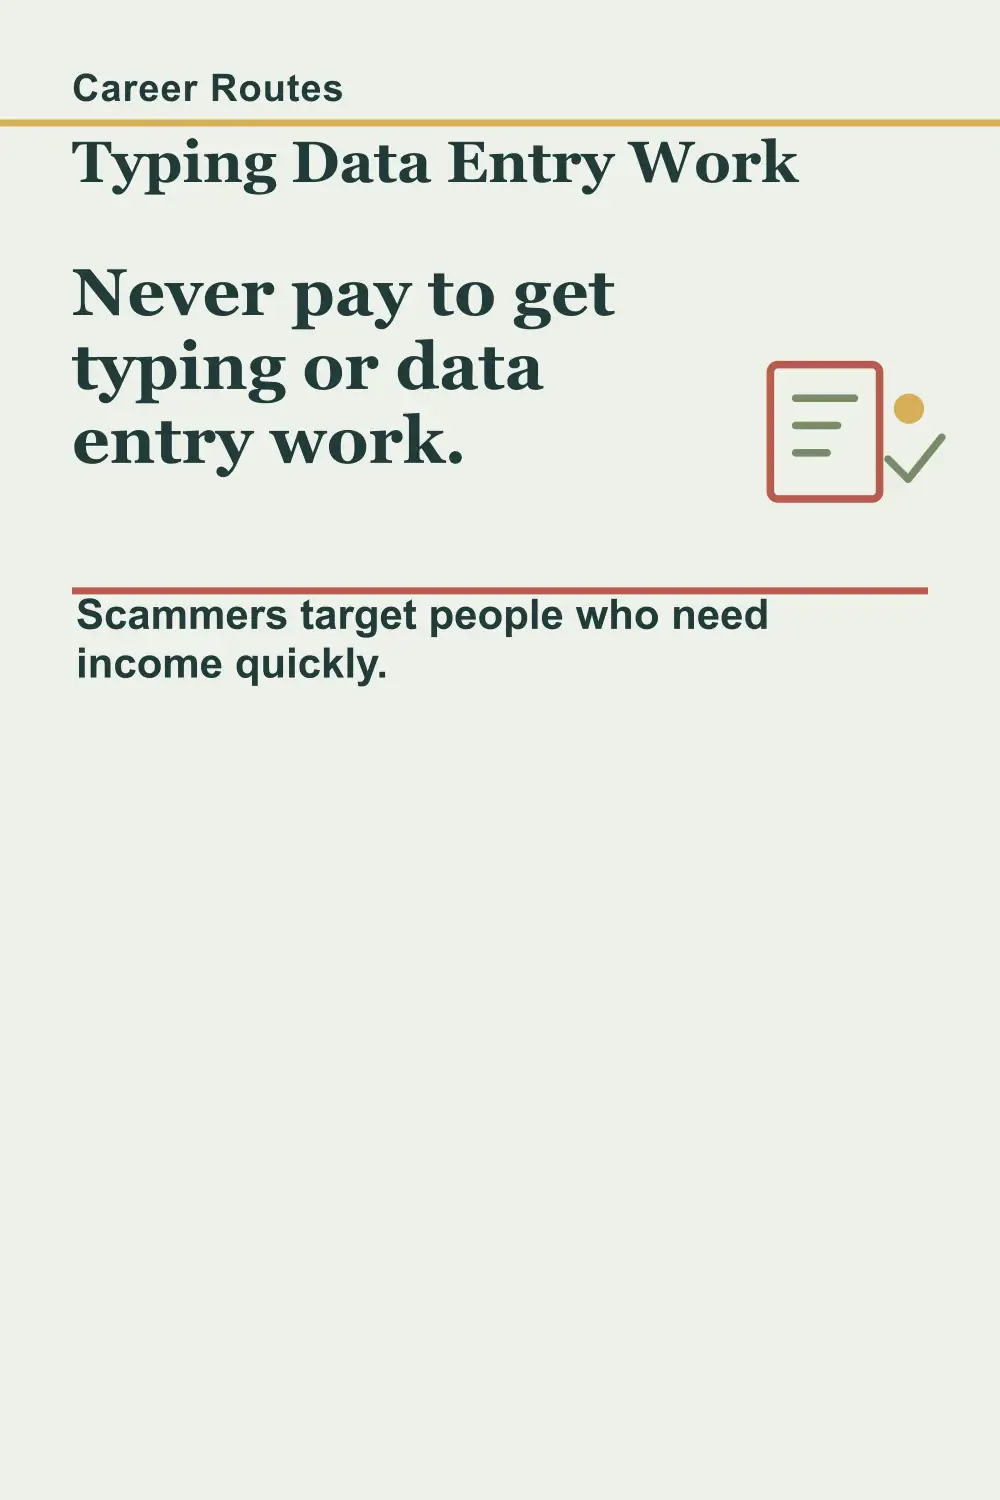 Career Routes
Typing Data Entry Work
Never pay to get
typing or data
entry work.
Scammers target people who need
income quickly.